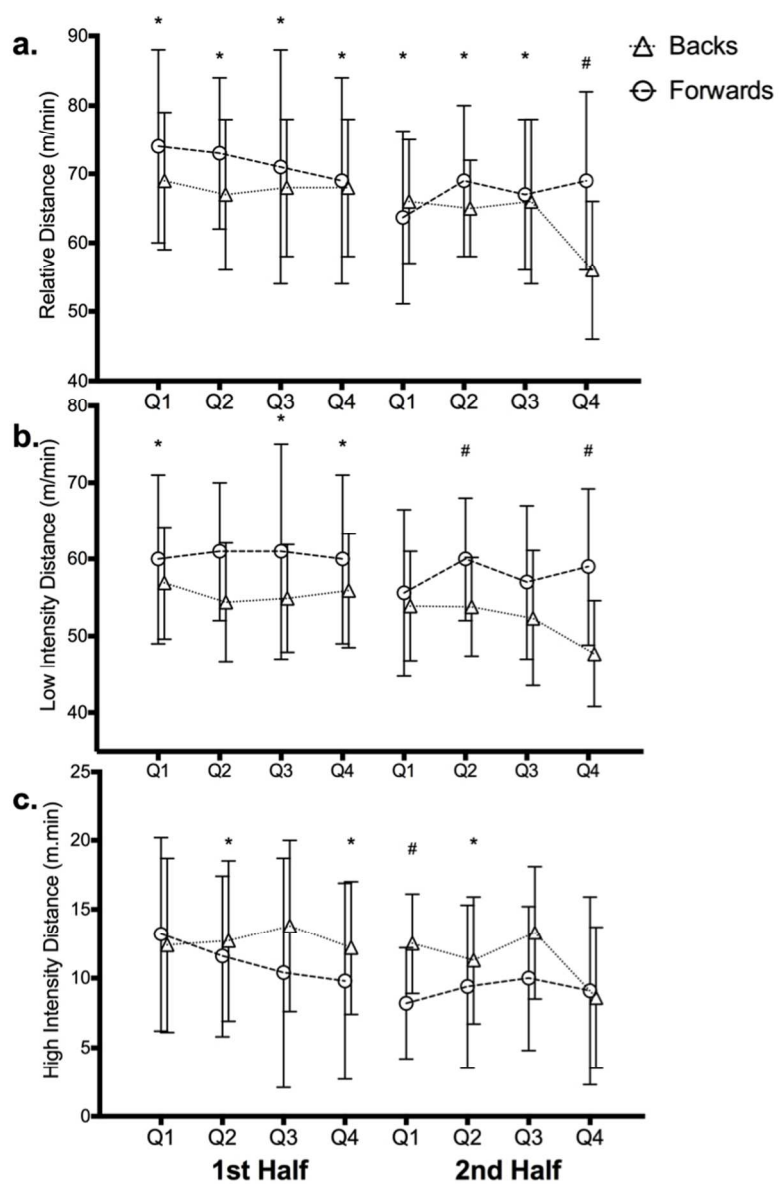 * * * * * * * #
a.
Backs
Forwards
Relative Distance (m/min)
90
80
70
60
50
40
Q1 Q2 Q3 Q4 Q1 Q2 Q3 Q4
b.
* * * # #
Low Intensity Distance (m/min)
80
70
60
50
40
Q1 Q2 Q3 Q4 Q1 Q2 Q3 Q4
c.
* * # *
High Intensity Distance (m.min)
25
20
15
10
5
0
Q1 Q2 Q3 Q4 Q1 Q2 Q3 Q4
1st Half 2nd Half